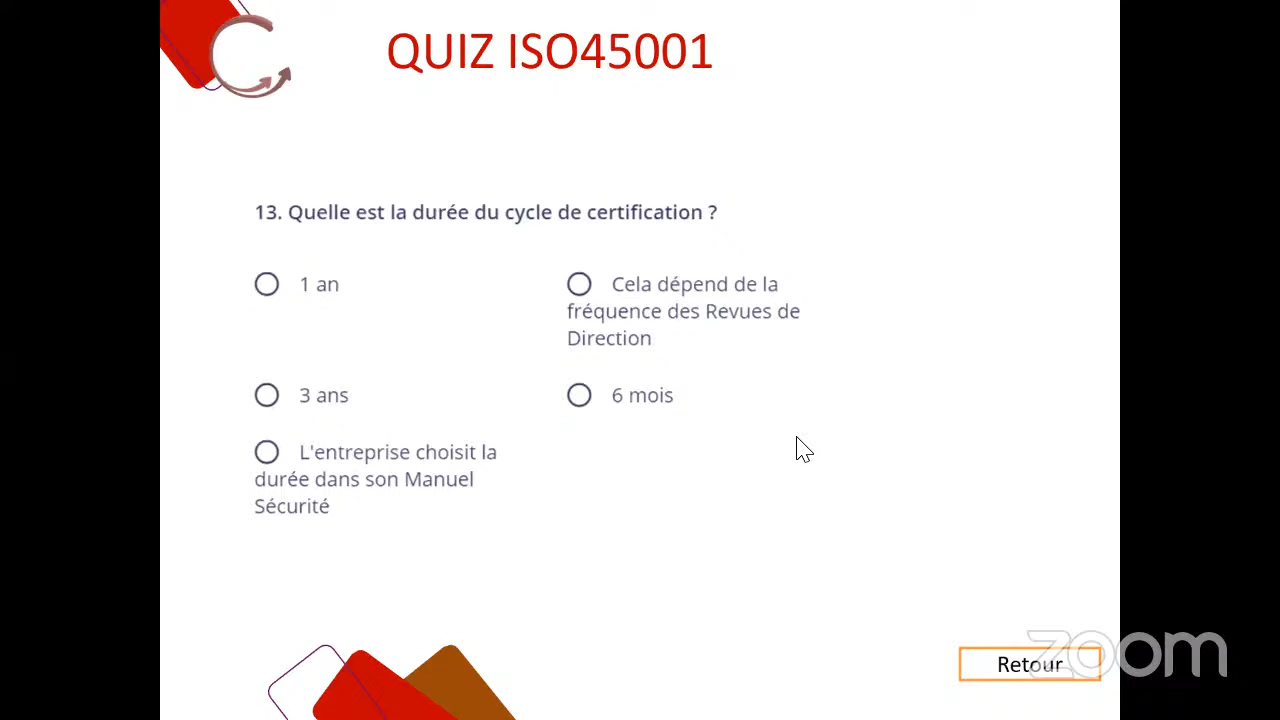 QUIZ ISO45001
13. Quelle est la durée du cycle de certification ?
1 an
Cela dépend de la
fréquence des Revues de
Direction
3 ans
6 mois
L'entreprise choisit la
durée dans son Manuel
Sécurité
Retour
zoom